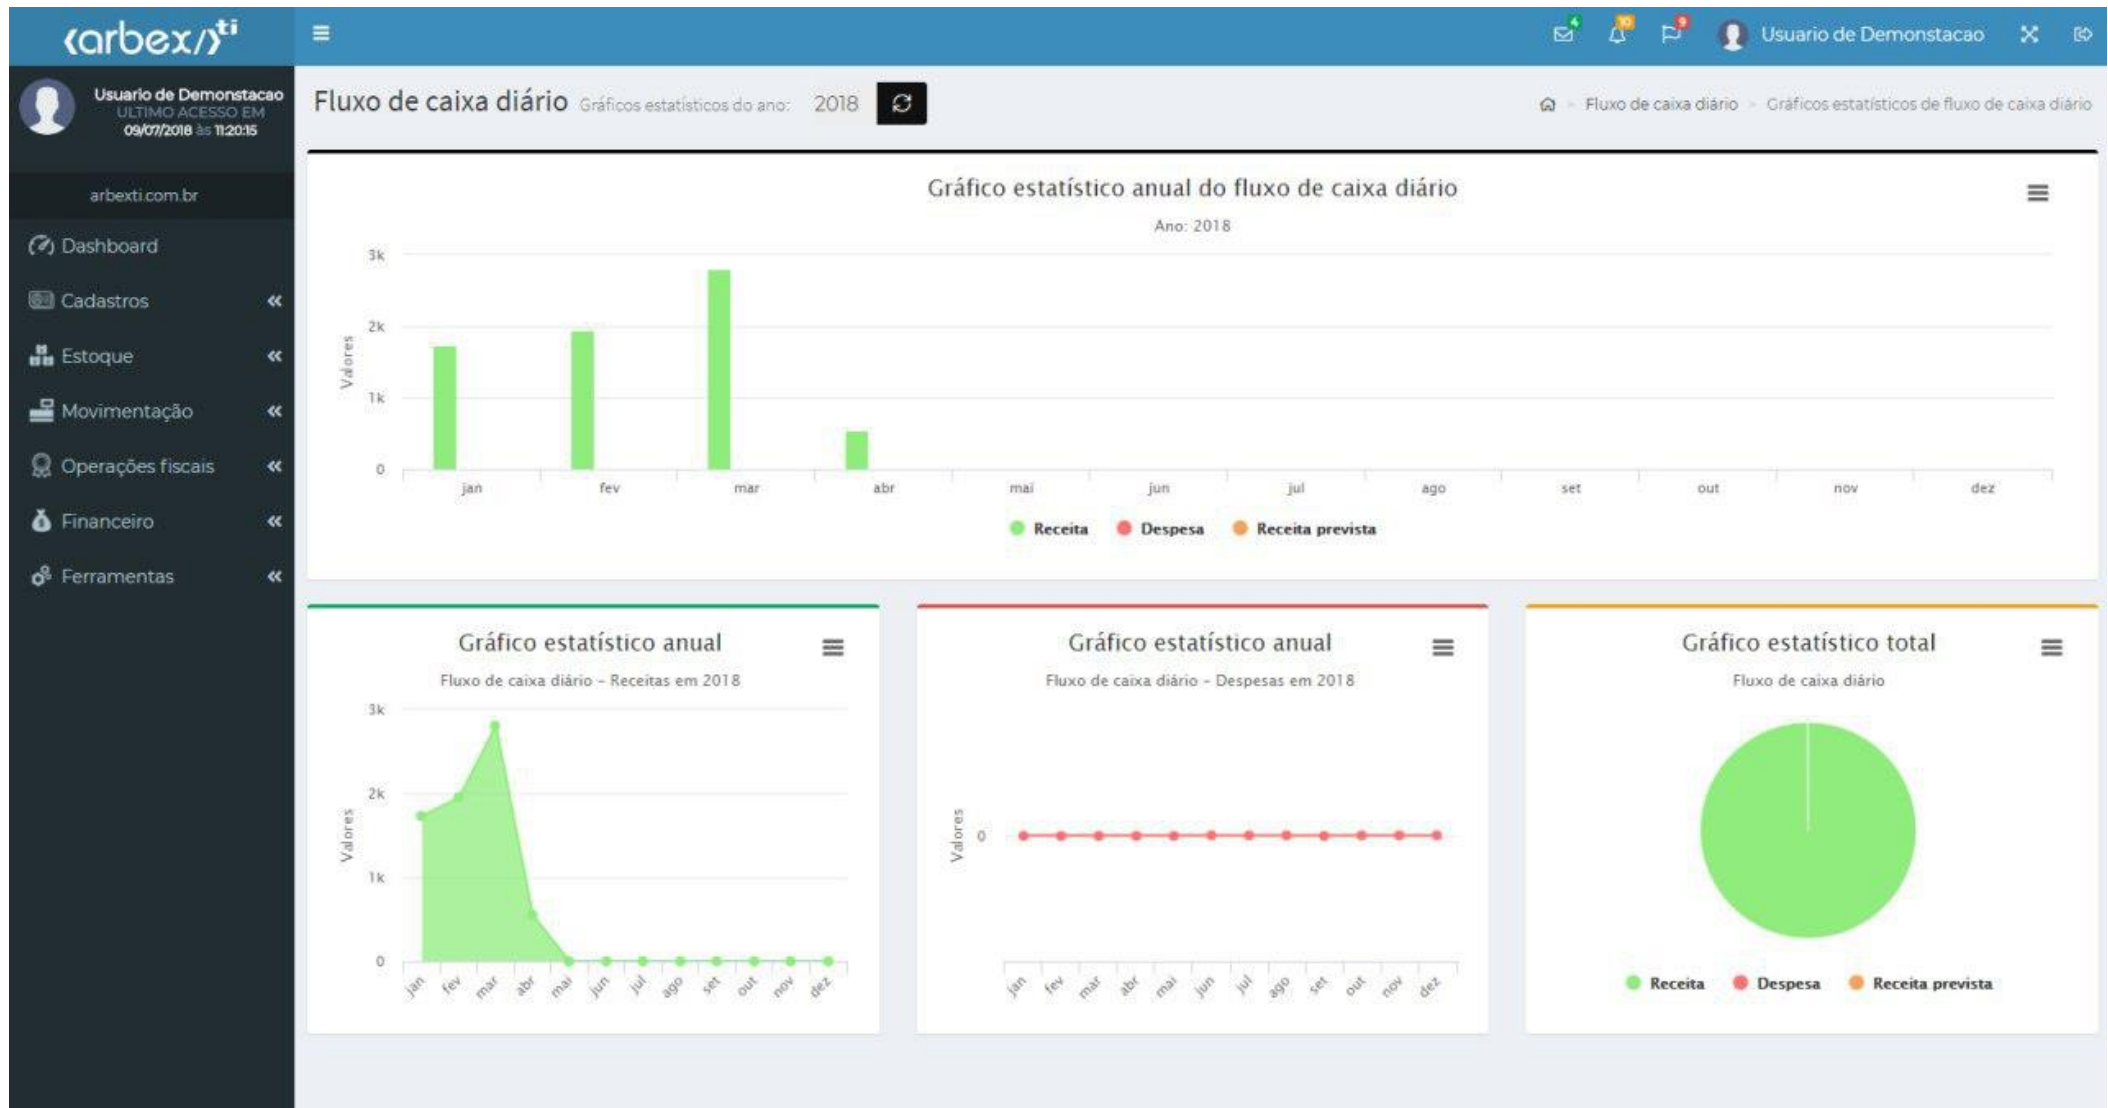 ‹arbex/›ti
4
10
9
Usuario de Demonstacao
Usuario de Demonstacao
ULTIMO ACESSO EM
09/07/2018 às 11:20:15
arbexti.com.br
Dashboard
Cadastros
Estoque
Movimentação
Operações fiscais
Financeiro
Ferramentas
Fluxo de caixa diário Gráficos estatísticos do ano: 2018
Fluxo de caixa diário > Gráficos estatísticos de fluxo de caixa diário
Gráfico estatístico anual do fluxo de caixa diário
Ano: 2018
Valores
3k
2k
1k
0
jan fev mar abr mai jun jul ago set out nov dez
Receita Despesa Receita prevista
Gráfico estatístico anual
Fluxo de caixa diário - Receitas em 2018
Valores
3k
2k
1k
0
jan fev mar abr mai jun jul ago set out nov dez
Gráfico estatístico anual
Fluxo de caixa diário - Despesas em 2018
Valores
0
jan fev mar abr mai jun jul ago set out nov dez
Gráfico estatístico total
Fluxo de caixa diário
Receita Despesa Receita prevista